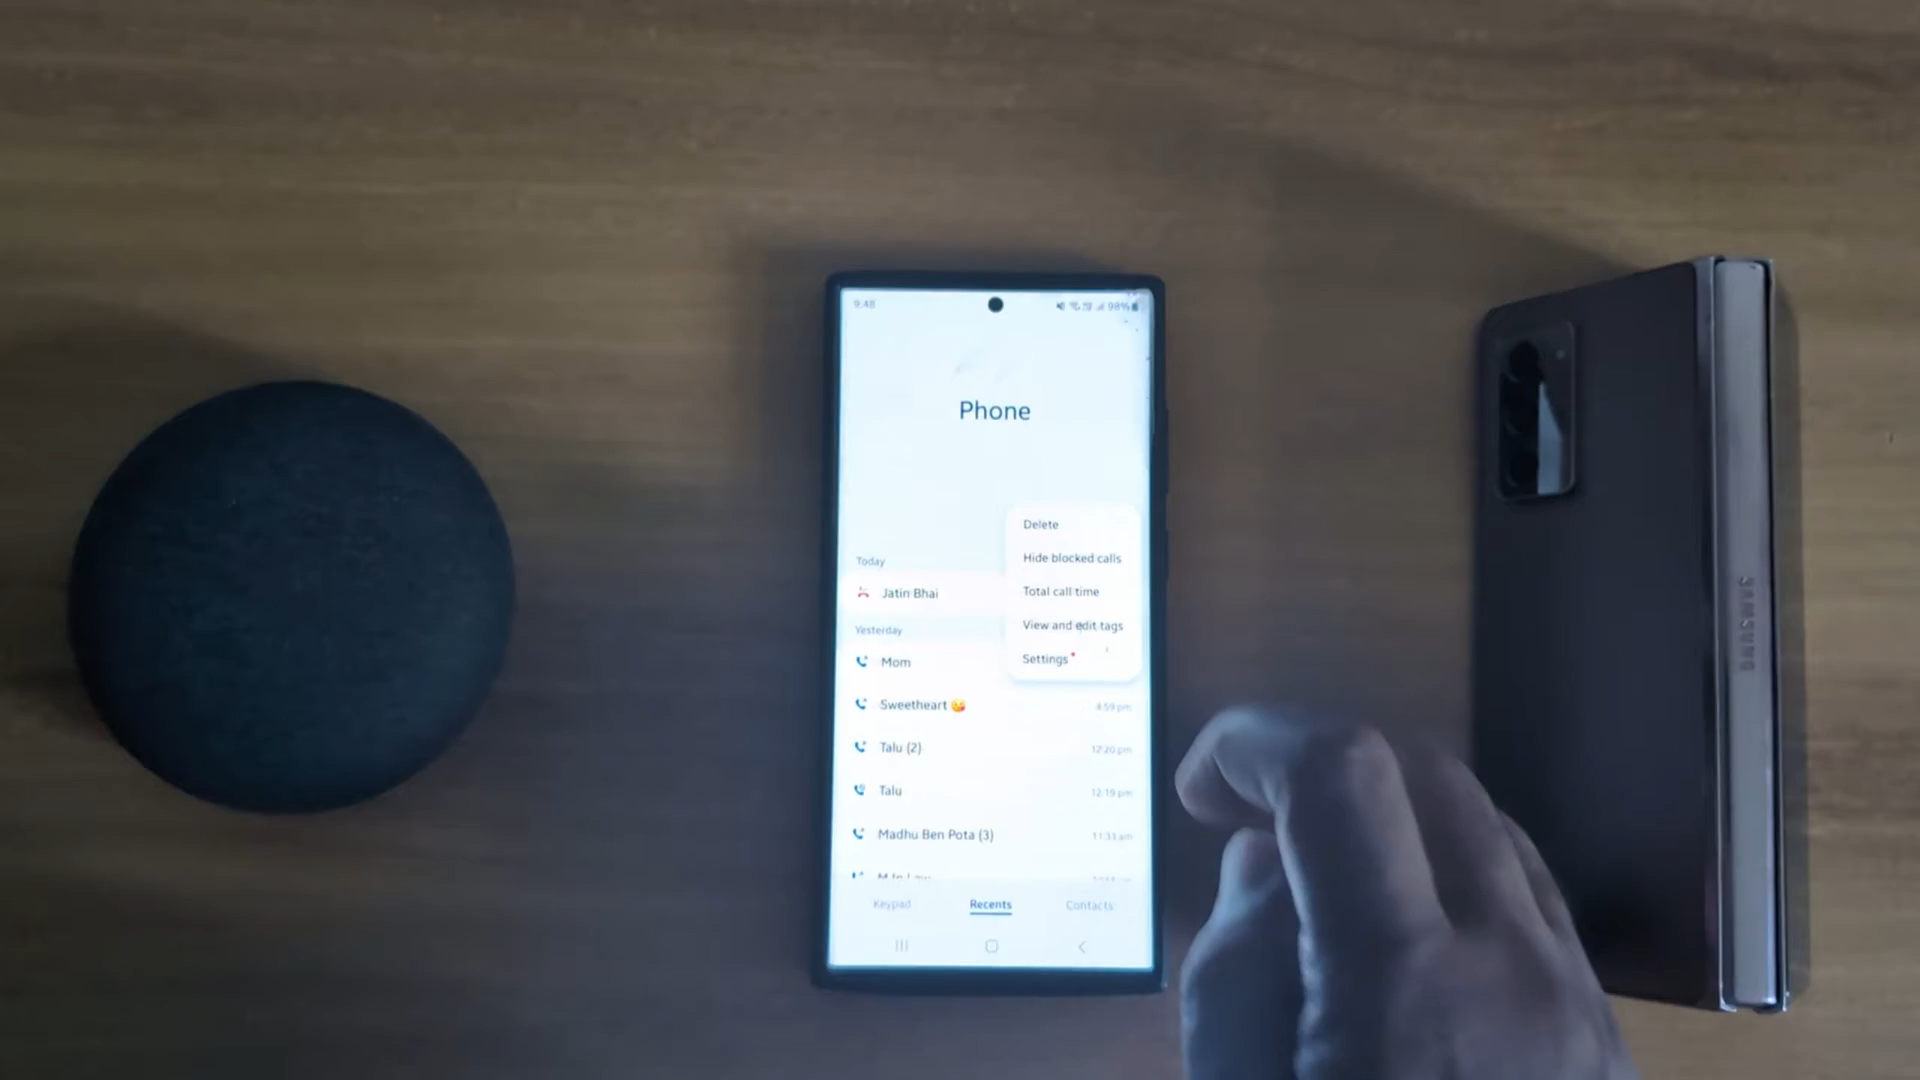 9:48
98%
Phone
Delete
Hide blocked calls
Today
Total call time
Jatin Bhai
View and edit tags
Yesterday
Settings
Mom
Sweetheart 😘
4:59 pm
Talu (2)
12:20 pm
Talu
12:19 pm
Madhu Ben Pota (3)
11:33 am
Keypad
Recents
Contacts
SAMSUNG